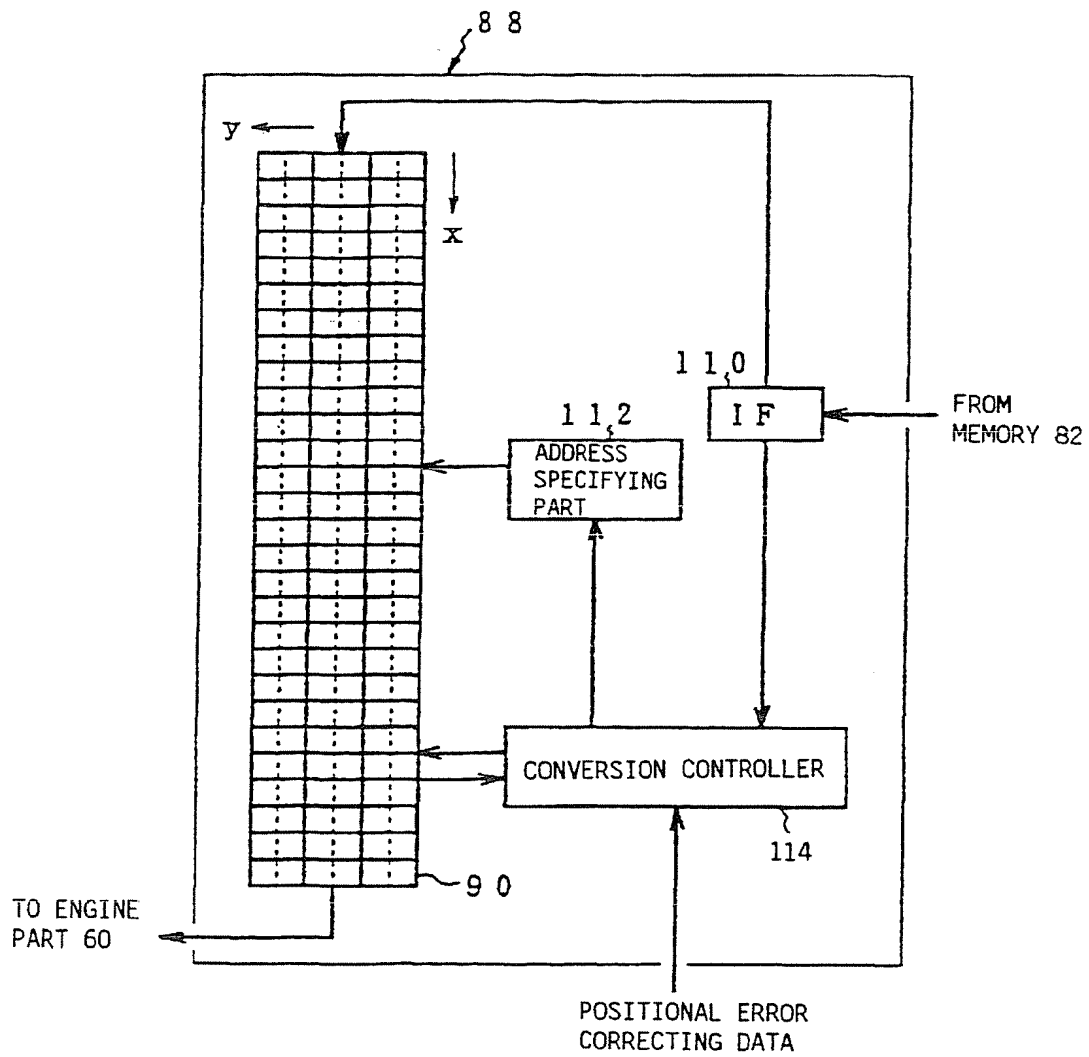 88
y
x
110
IF
FROM
MEMORY 82
112
ADDRESS
SPECIFYING
PART
CONVERSION CONTROLLER
114
90
TO ENGINE
PART 60
POSITIONAL ERROR
CORRECTING DATA